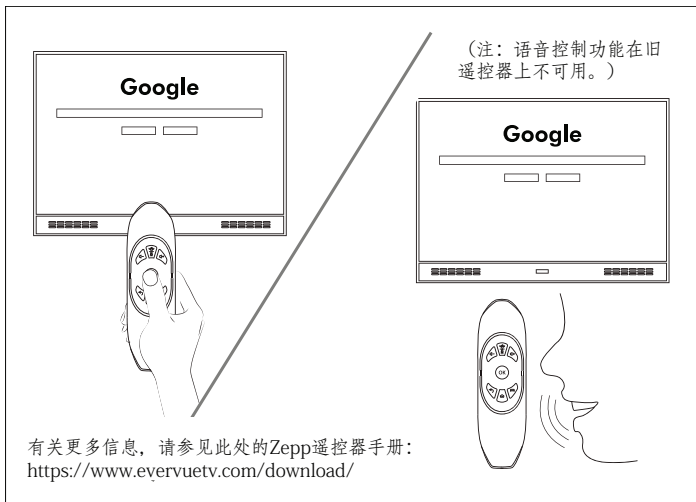 Google
（注：语音控制功能在旧
遥控器上不可用。）
Google
OK
有关更多信息，请参见此处的Zepp遥控器手册：
https://www.evervuetv.com/download/